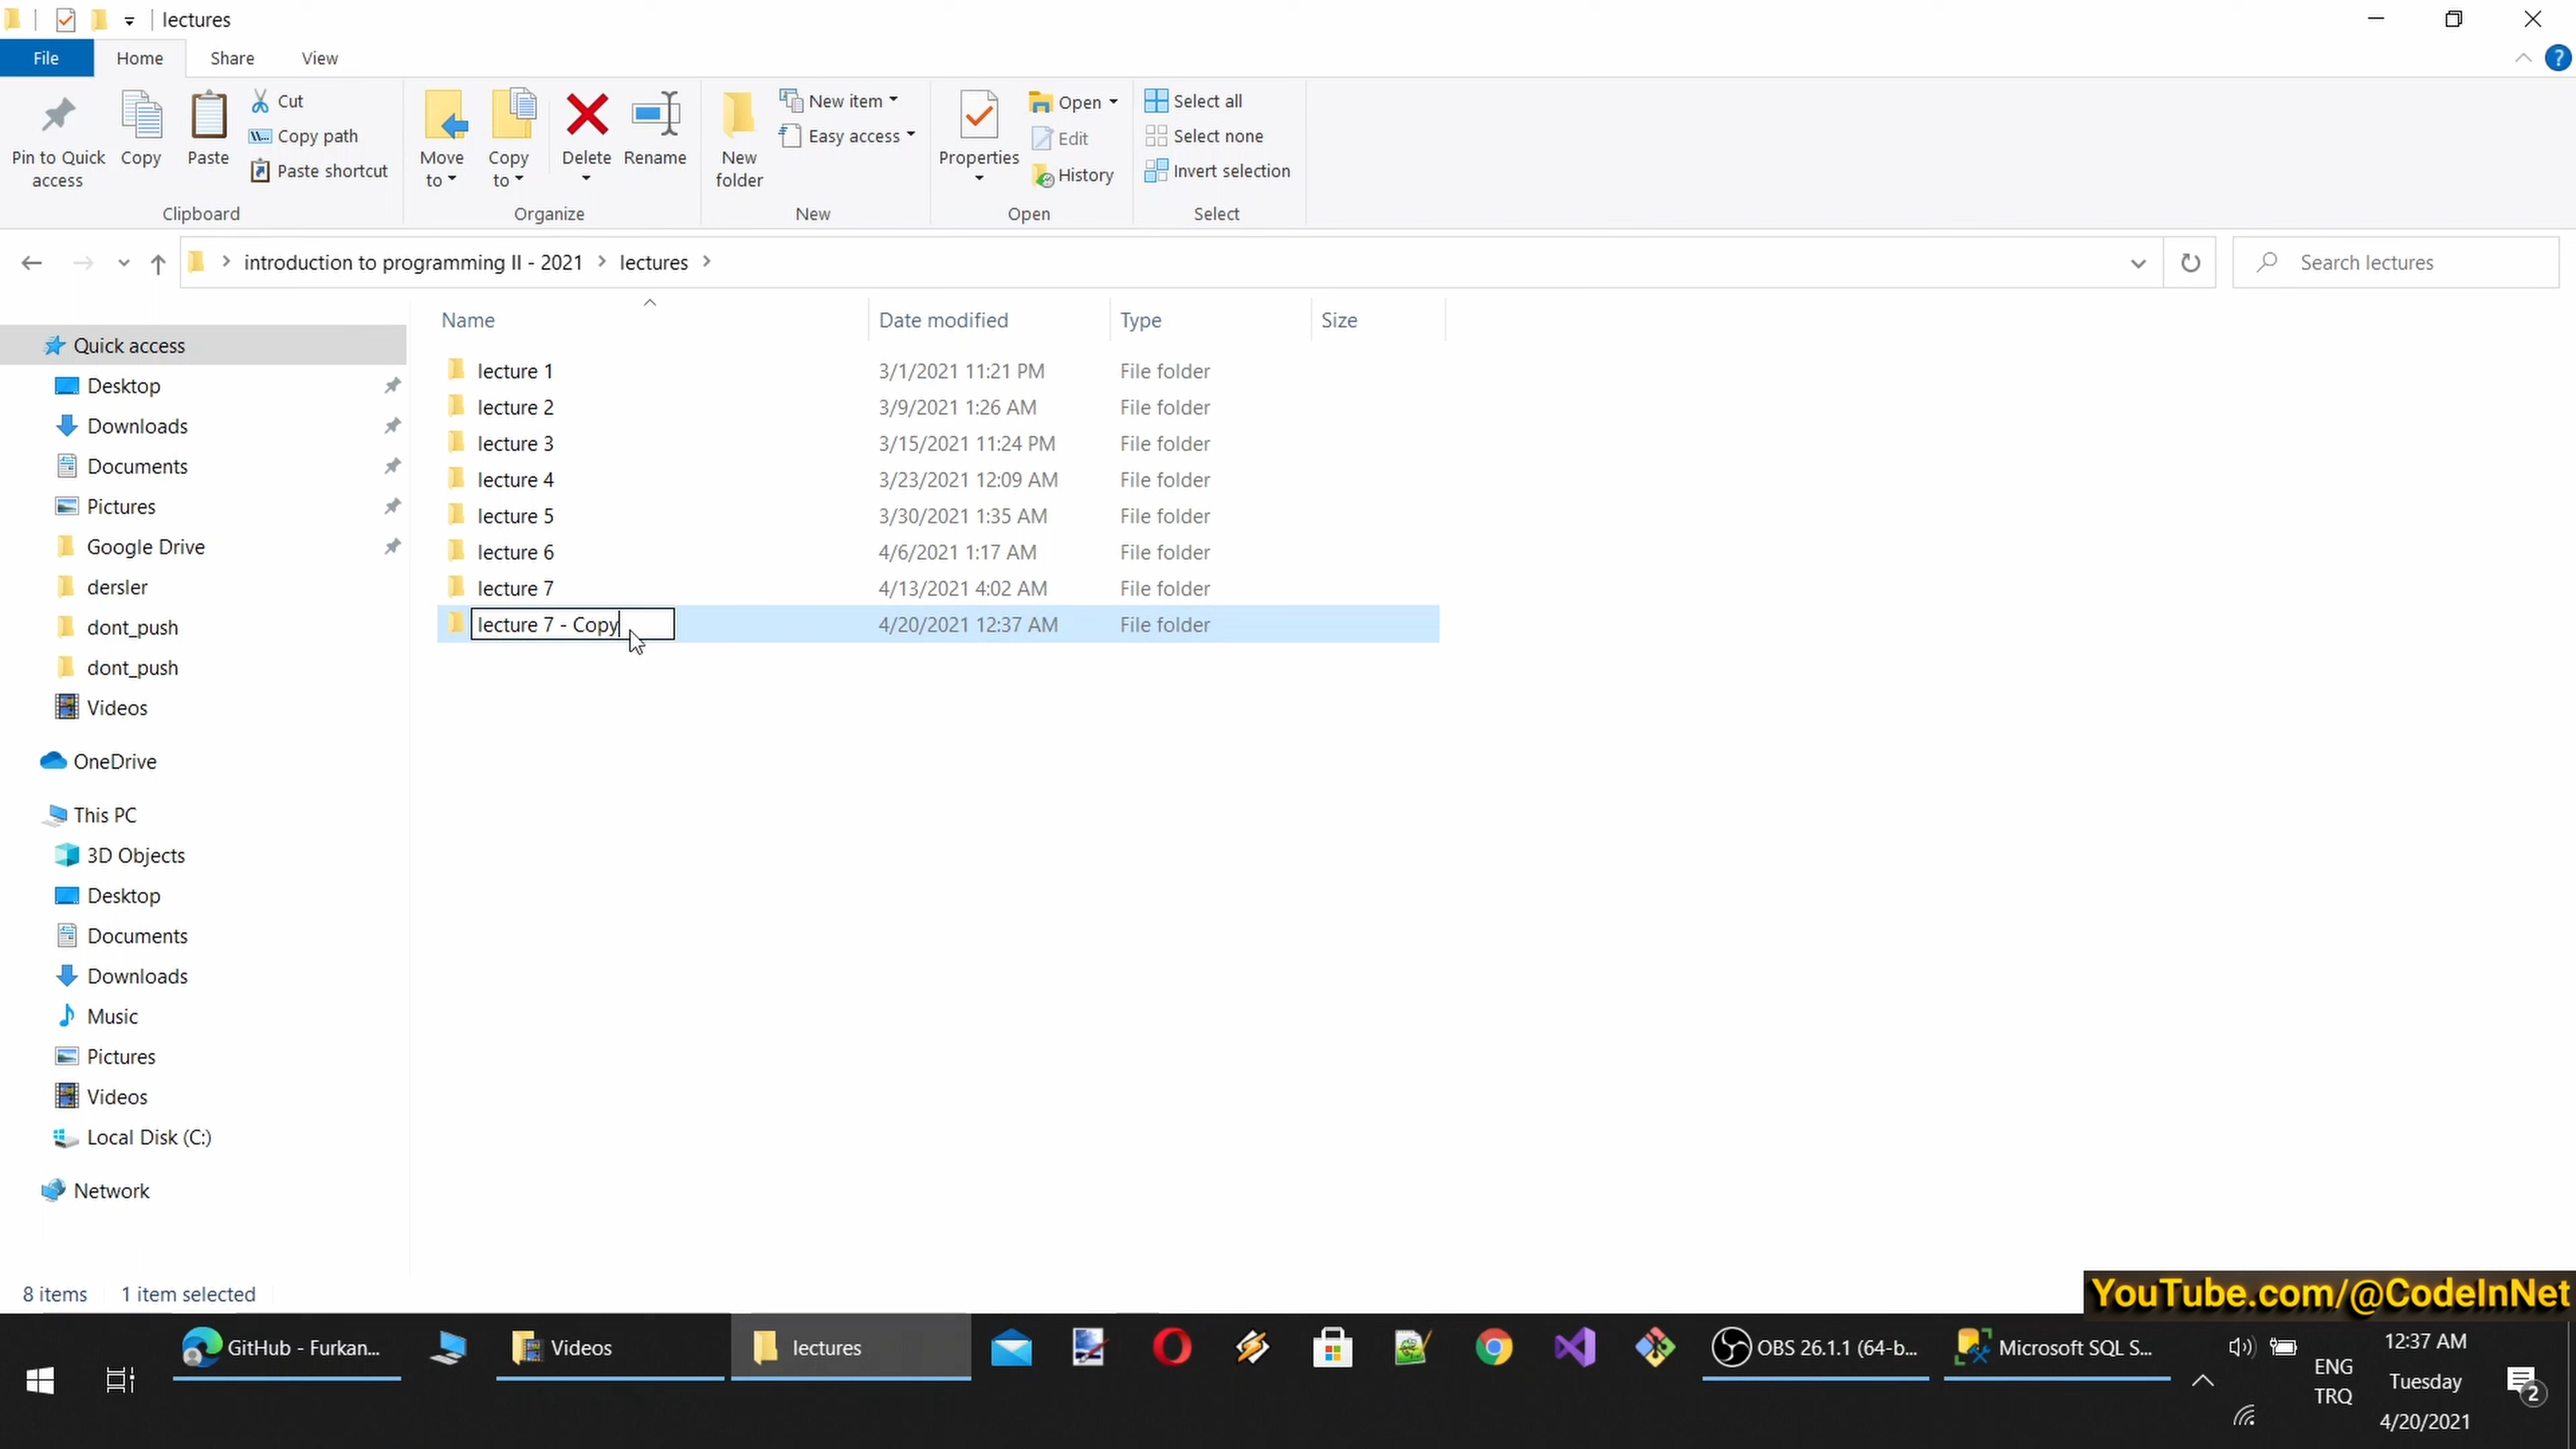 lectures
File Home Share View
Pin to Quick access
Copy
Paste
Cut
Copy path
Paste shortcut
Clipboard
Move to
Copy to
Delete
Rename
Organize
New folder
New item
Easy access
New
Properties
Open
Edit
History
Open
Select all
Select none
Invert selection
Select
introduction to programming II - 2021 lectures
Search lectures
Name Date modified Type Size
lecture 1 3/1/2021 11:21 PM File folder
lecture 2 3/9/2021 1:26 AM File folder
lecture 3 3/15/2021 11:24 PM File folder
lecture 4 3/23/2021 12:09 AM File folder
lecture 5 3/30/2021 1:35 AM File folder
lecture 6 4/6/2021 1:17 AM File folder
lecture 7 4/13/2021 4:02 AM File folder
lecture 7 - Copy 4/20/2021 12:37 AM File folder
Quick access
Desktop
Downloads
Documents
Pictures
Google Drive
dersler
dont_push
dont_push
Videos
OneDrive
This PC
3D Objects
Desktop
Documents
Downloads
Music
Pictures
Videos
Local Disk (C:)
Network
8 items 1 item selected
YouTube.com/@CodeInNet
GitHub - Furkan...
Videos
lectures
OBS 26.1.1 (64-b...
Microsoft SQL S...
ENG
TRQ
12:37 AM
Tuesday
4/20/2021
2